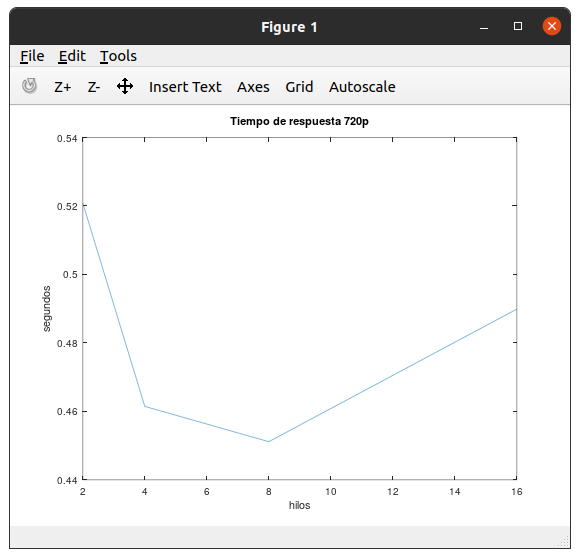 Figure 1
File Edit Tools
Z+ Z- Insert Text Axes Grid Autoscale
Tiempo de respuesta 720p
0.54
0.52
0.5
0.48
0.46
0.44
segundos
2 4 6 8 10 12 14 16
hilos